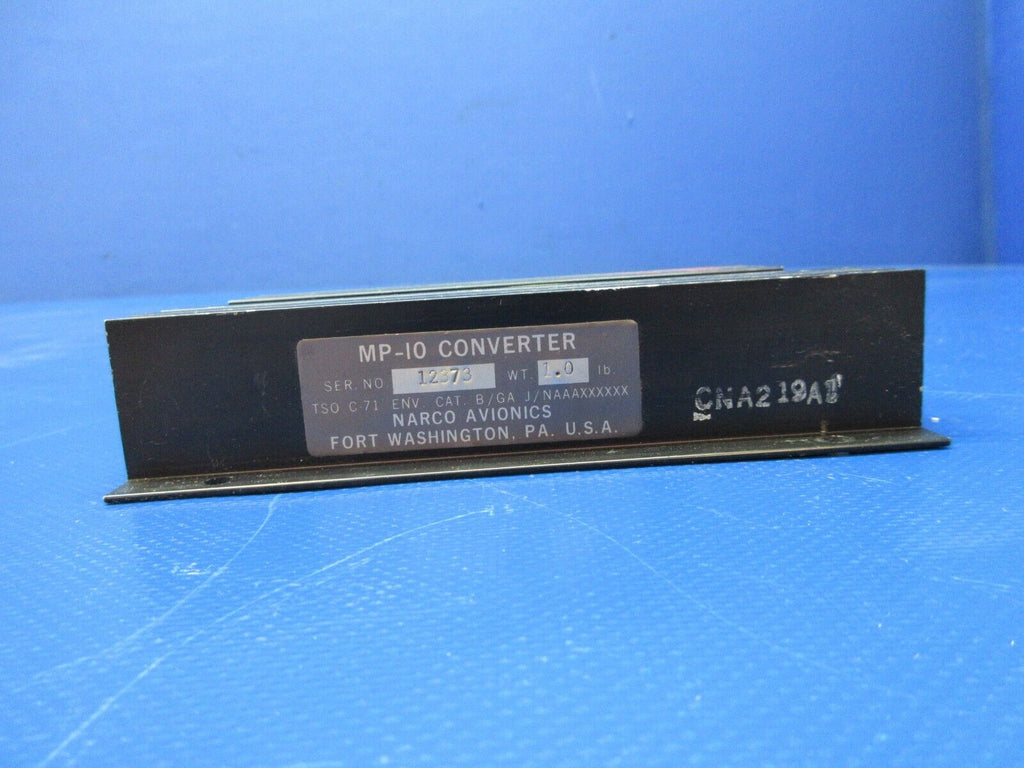 MP-10 CONVERTER
SER. NO. 12373 WT. 1.0 lb.
TSO C-71 ENV. CAT. B/GA J/NAAAXXXXXX
NARCO AVIONICS
FORT WASHINGTON, PA. U.S.A.